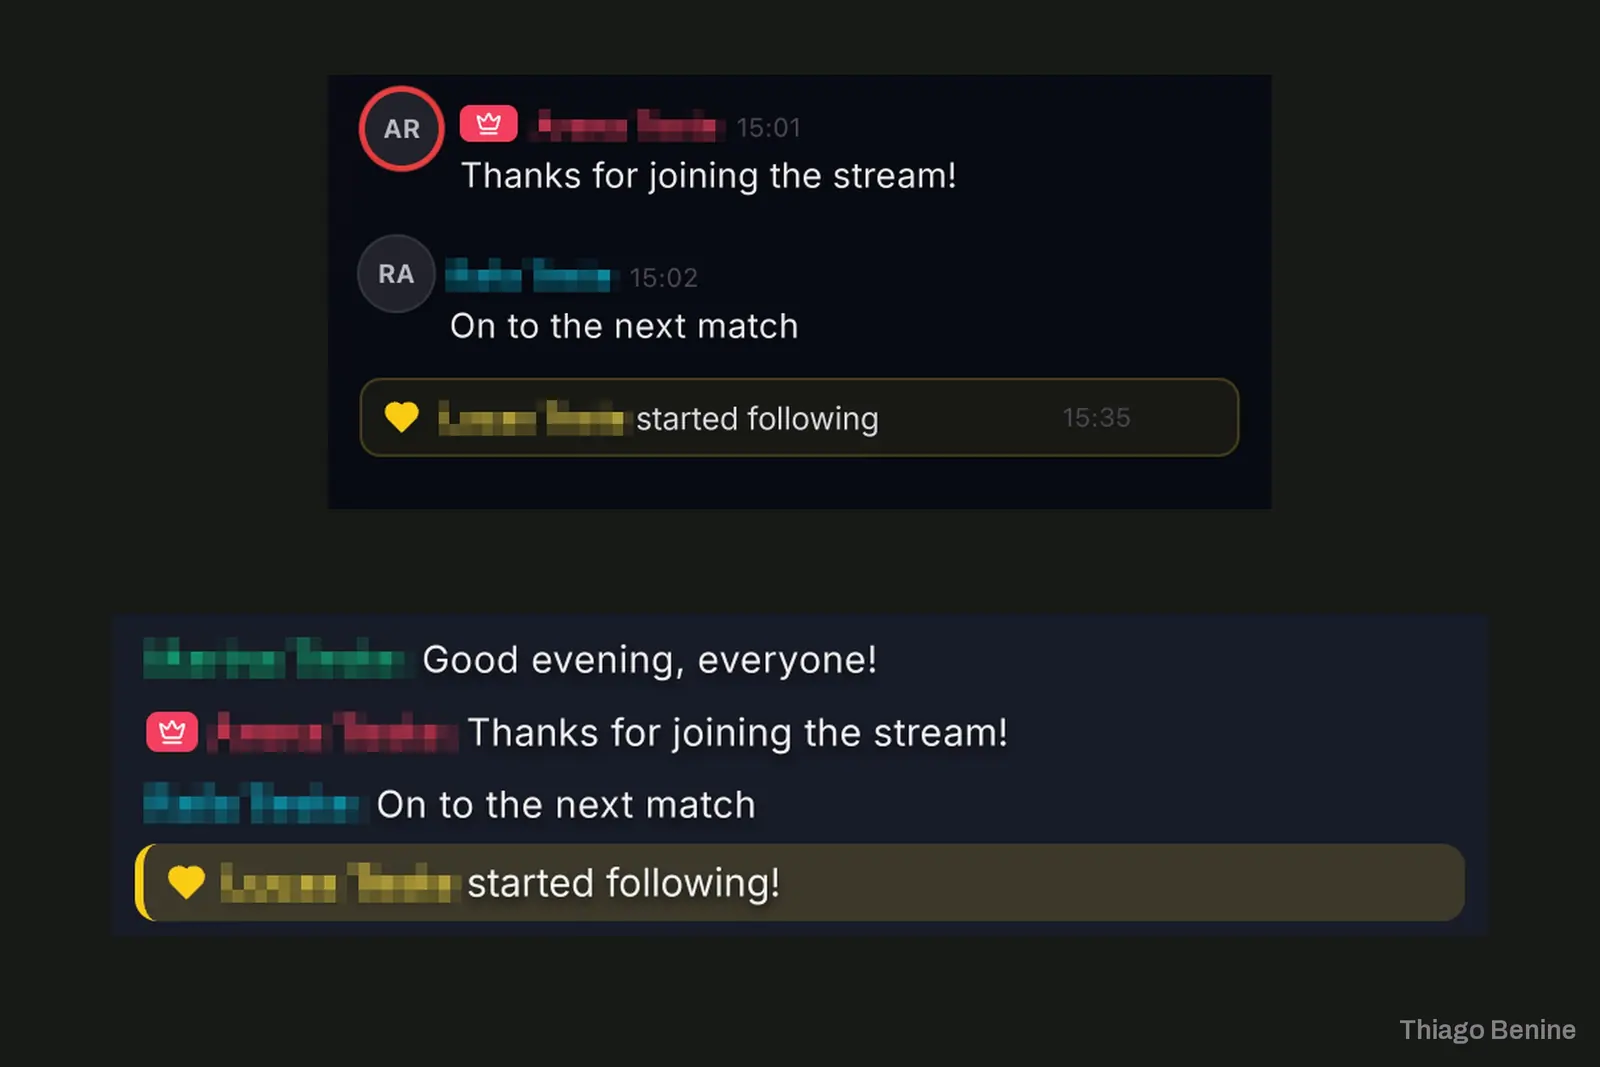 AR
15:01
Thanks for joining the stream!
RA
15:02
On to the next match
started following 15:35
Good evening, everyone!
Thanks for joining the stream!
On to the next match
started following!
Thiago Benine